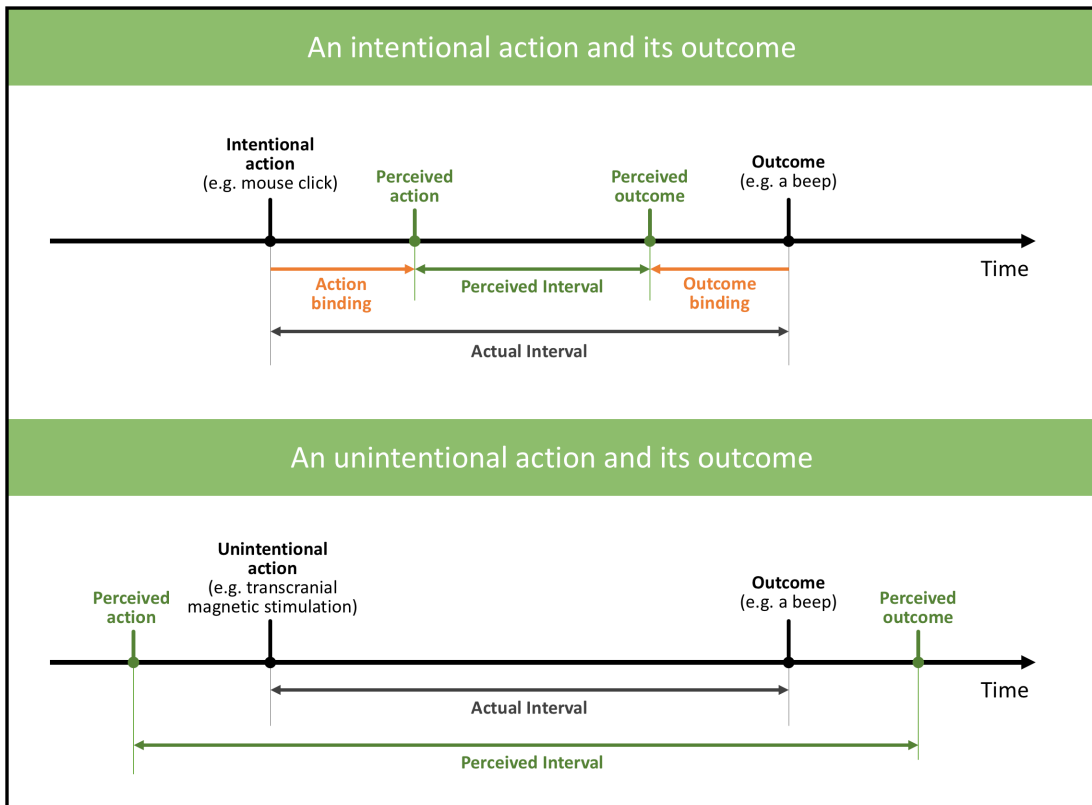 An intentional action and its outcome
Intentional
action
(e.g. mouse click)
Perceived
action
Perceived
outcome
Outcome
(e.g. a beep)
Time
Action
binding
Perceived Interval
Outcome
binding
Actual Interval
An unintentional action and its outcome
Perceived
action
Unintentional
action
(e.g. transcranial
magnetic stimulation)
Outcome
(e.g. a beep)
Perceived
outcome
Time
Actual Interval
Perceived Interval